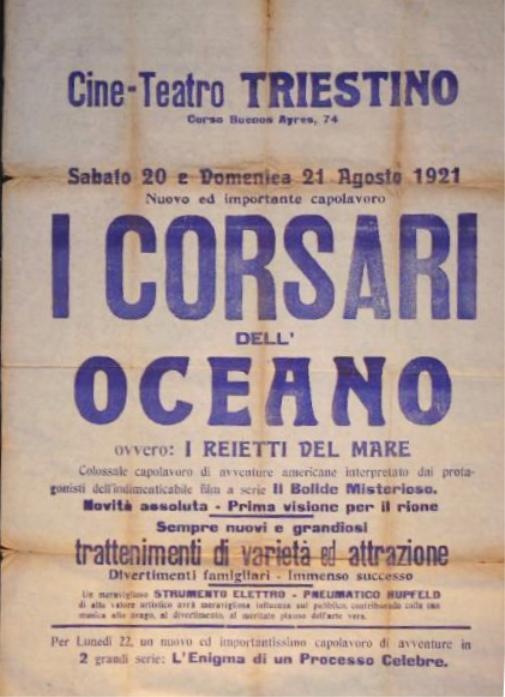 Cine-Teatro TRIESTINO
Corso Buenos Ayres, 74
Sabato 20 e Domenica 21 Agosto 1921
Nuovo ed importante capolavoro
I CORSARI
DELL'
OCEANO
ovvero: I REIETTI DEL MARE
Colossale capolavoro di avventure americane interpretato dai prota-
gonisti dell'indimenticabile film a serie Il Bolide Misterioso.
Novità assoluta - Prima visione per il rione
Sempre nuovi e grandiosi
trattenimenti di varietà ed attrazione
Divertimenti famigliari - Immenso successo
Un meraviglioso STRUMENTO ELETTRO - PNEUMATICO HUPFELD
di alto valore artistico avrà meravigliosa influenza sul pubblico, contribuendo colla sua
musica allo svago, al divertimento, al meritato plauso dell'arte vera.
Per Lunedì 22, un nuovo ed importantissimo capolavoro di avventure in
2 grandi serie: L'Enigma di un Processo Celebre.